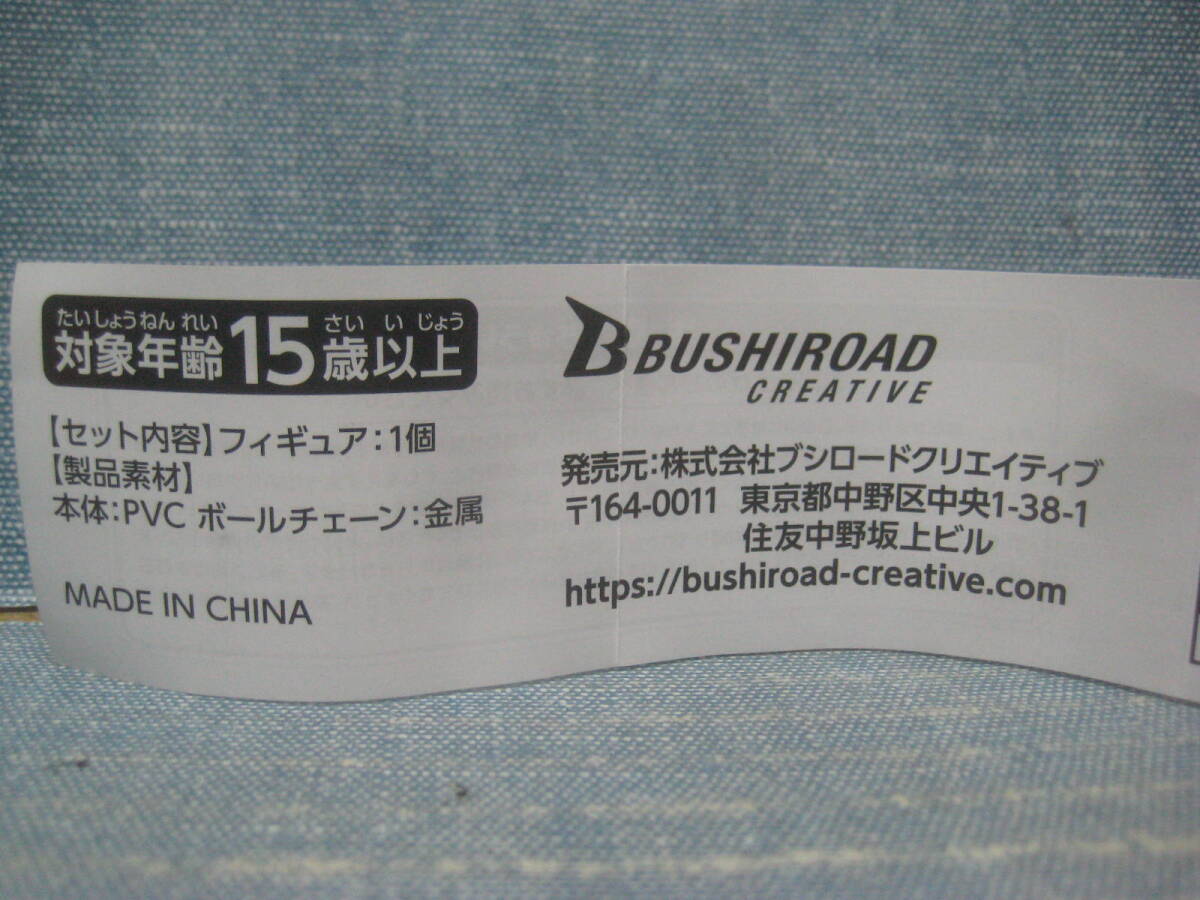 たいしょうねんれい さい い じょう
対象年齢15歳以上
【セット内容】フィギュア:1個
【製品素材】
本体:PVC ボールチェーン:金属
MADE IN CHINA
B BUSHIROAD
CREATIVE
発売元:株式会社ブシロードクリエイティブ
〒164-0011 東京都中野区中央1-38-1
住友中野坂上ビル
https://bushiroad-creative.com